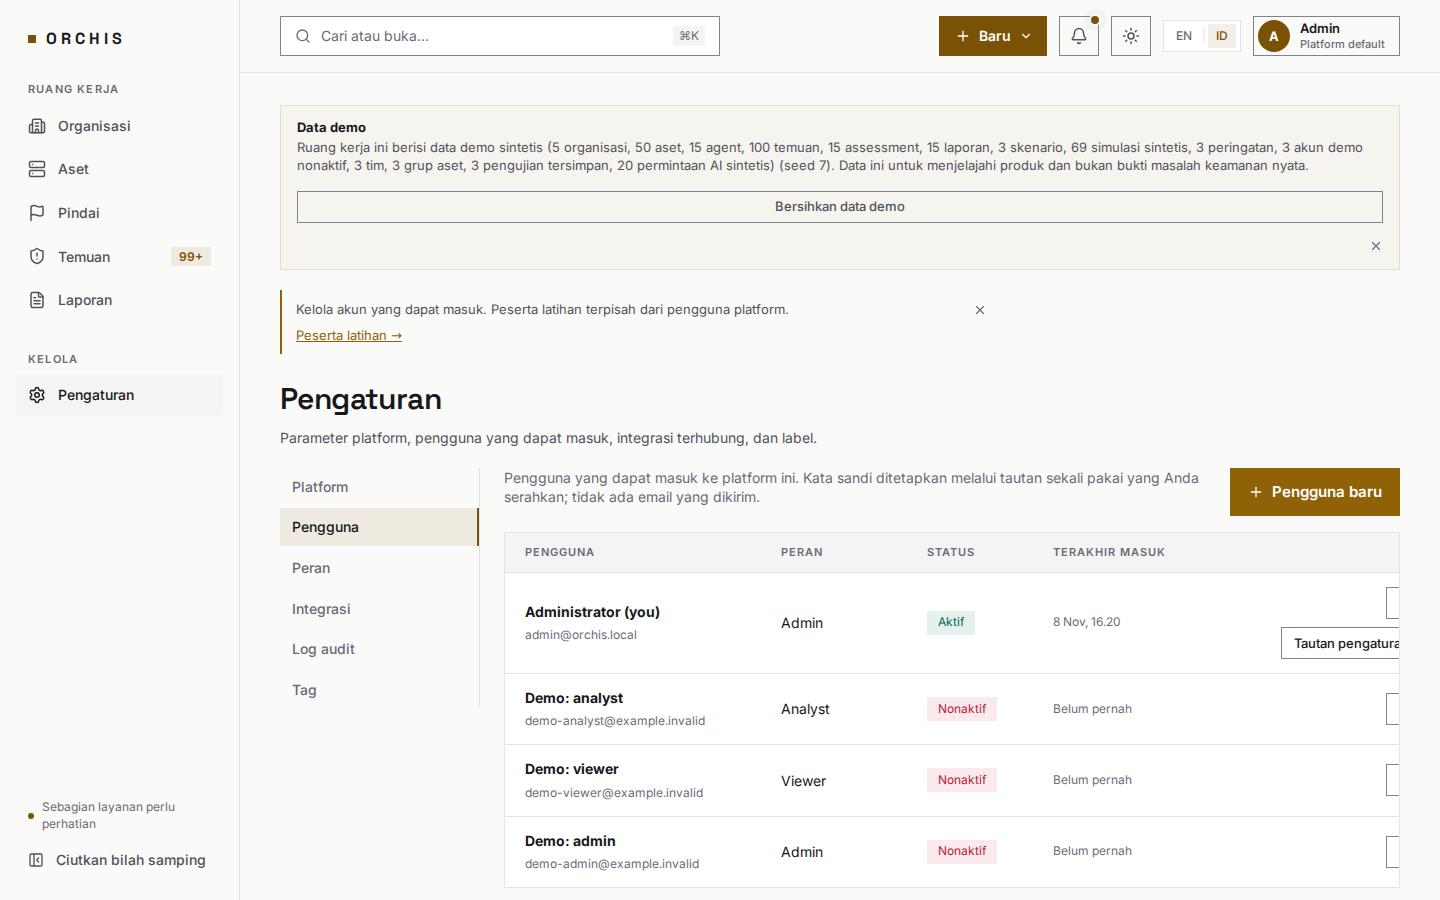 ORCHIS
RUANG KERJA
Organisasi
Aset
Pindai
Temuan 99+
Laporan
KELOLA
Pengaturan
Sebagian layanan perlu
perhatian
Ciutkan bilah samping
Cari atau buka... ⌘K
+ Baru
EN ID
A
Admin
Platform default
Data demo
Ruang kerja ini berisi data demo sintetis (5 organisasi, 50 aset, 15 agent, 100 temuan, 15 assessment, 15 laporan, 3 skenario, 69 simulasi sintetis, 3 peringatan, 3 akun demo
nonaktif, 3 tim, 3 grup aset, 3 pengujian tersimpan, 20 permintaan AI sintetis) (seed 7). Data ini untuk menjelajahi produk dan bukan bukti masalah keamanan nyata.
Bersihkan data demo
Kelola akun yang dapat masuk. Peserta latihan terpisah dari pengguna platform.
Peserta latihan →
Pengaturan
Parameter platform, pengguna yang dapat masuk, integrasi terhubung, dan label.
Platform
Pengguna
Peran
Integrasi
Log audit
Tag
Pengguna yang dapat masuk ke platform ini. Kata sandi ditetapkan melalui tautan sekali pakai yang Anda
serahkan; tidak ada email yang dikirim.
+ Pengguna baru
PENGGUNA PERAN STATUS TERAKHIR MASUK
Administrator (you)
admin@orchis.local
Admin
Aktif
8 Nov, 16.20
Tautan pengatura
Demo: analyst
demo-analyst@example.invalid
Analyst
Nonaktif
Belum pernah
Demo: viewer
demo-viewer@example.invalid
Viewer
Nonaktif
Belum pernah
Demo: admin
demo-admin@example.invalid
Admin
Nonaktif
Belum pernah